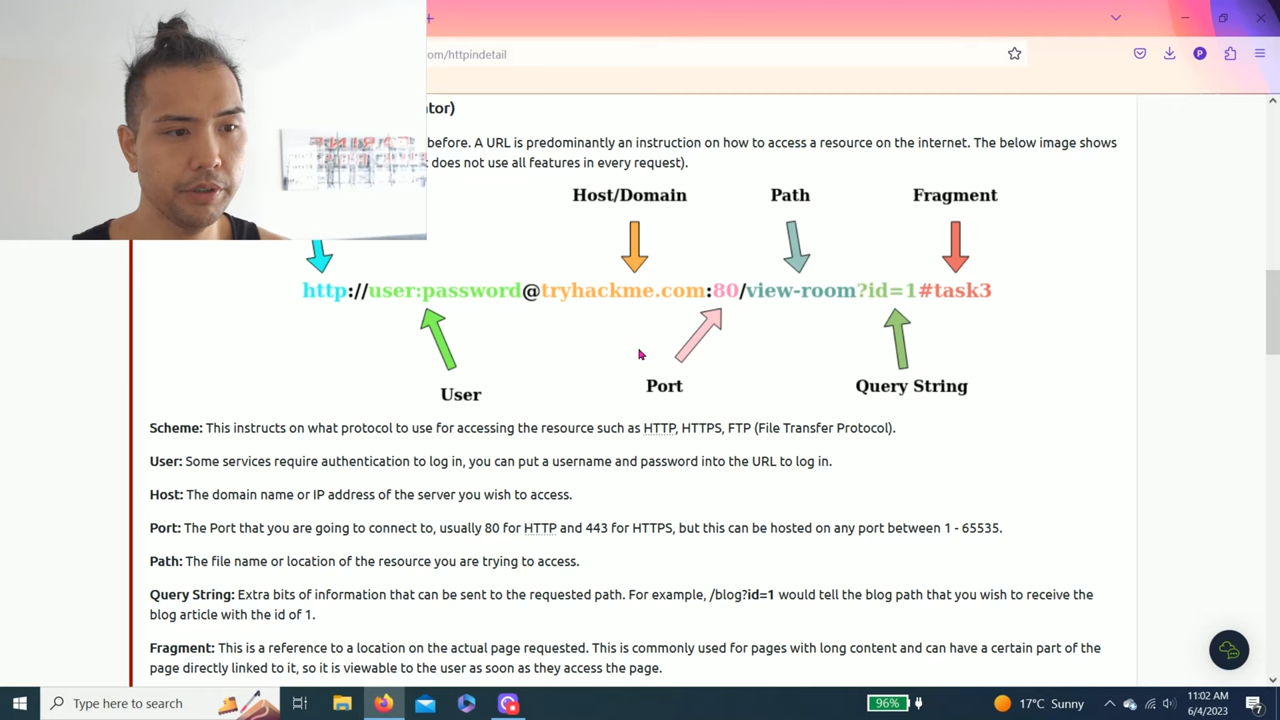 om/httpindetail
ator)
before. A URL is predominantly an instruction on how to access a resource on the internet. The below image shows
does not use all features in every request).
Host/Domain
Path
Fragment
http://user:password@tryhackme.com:80/view-room?id=1#task3
User
Port
Query String
Scheme: This instructs on what protocol to use for accessing the resource such as HTTP, HTTPS, FTP (File Transfer Protocol).
User: Some services require authentication to log in, you can put a username and password into the URL to log in.
Host: The domain name or IP address of the server you wish to access.
Port: The Port that you are going to connect to, usually 80 for HTTP and 443 for HTTPS, but this can be hosted on any port between 1 - 65535.
Path: The file name or location of the resource you are trying to access.
Query String: Extra bits of information that can be sent to the requested path. For example, /blog?id=1 would tell the blog path that you wish to receive the
blog article with the id of 1.
Fragment: This is a reference to a location on the actual page requested. This is commonly used for pages with long content and can have a certain part of the
page directly linked to it, so it is viewable to the user as soon as they access the page.
Type here to search
96%
17°C Sunny
11:02 AM
6/4/2023
7
P